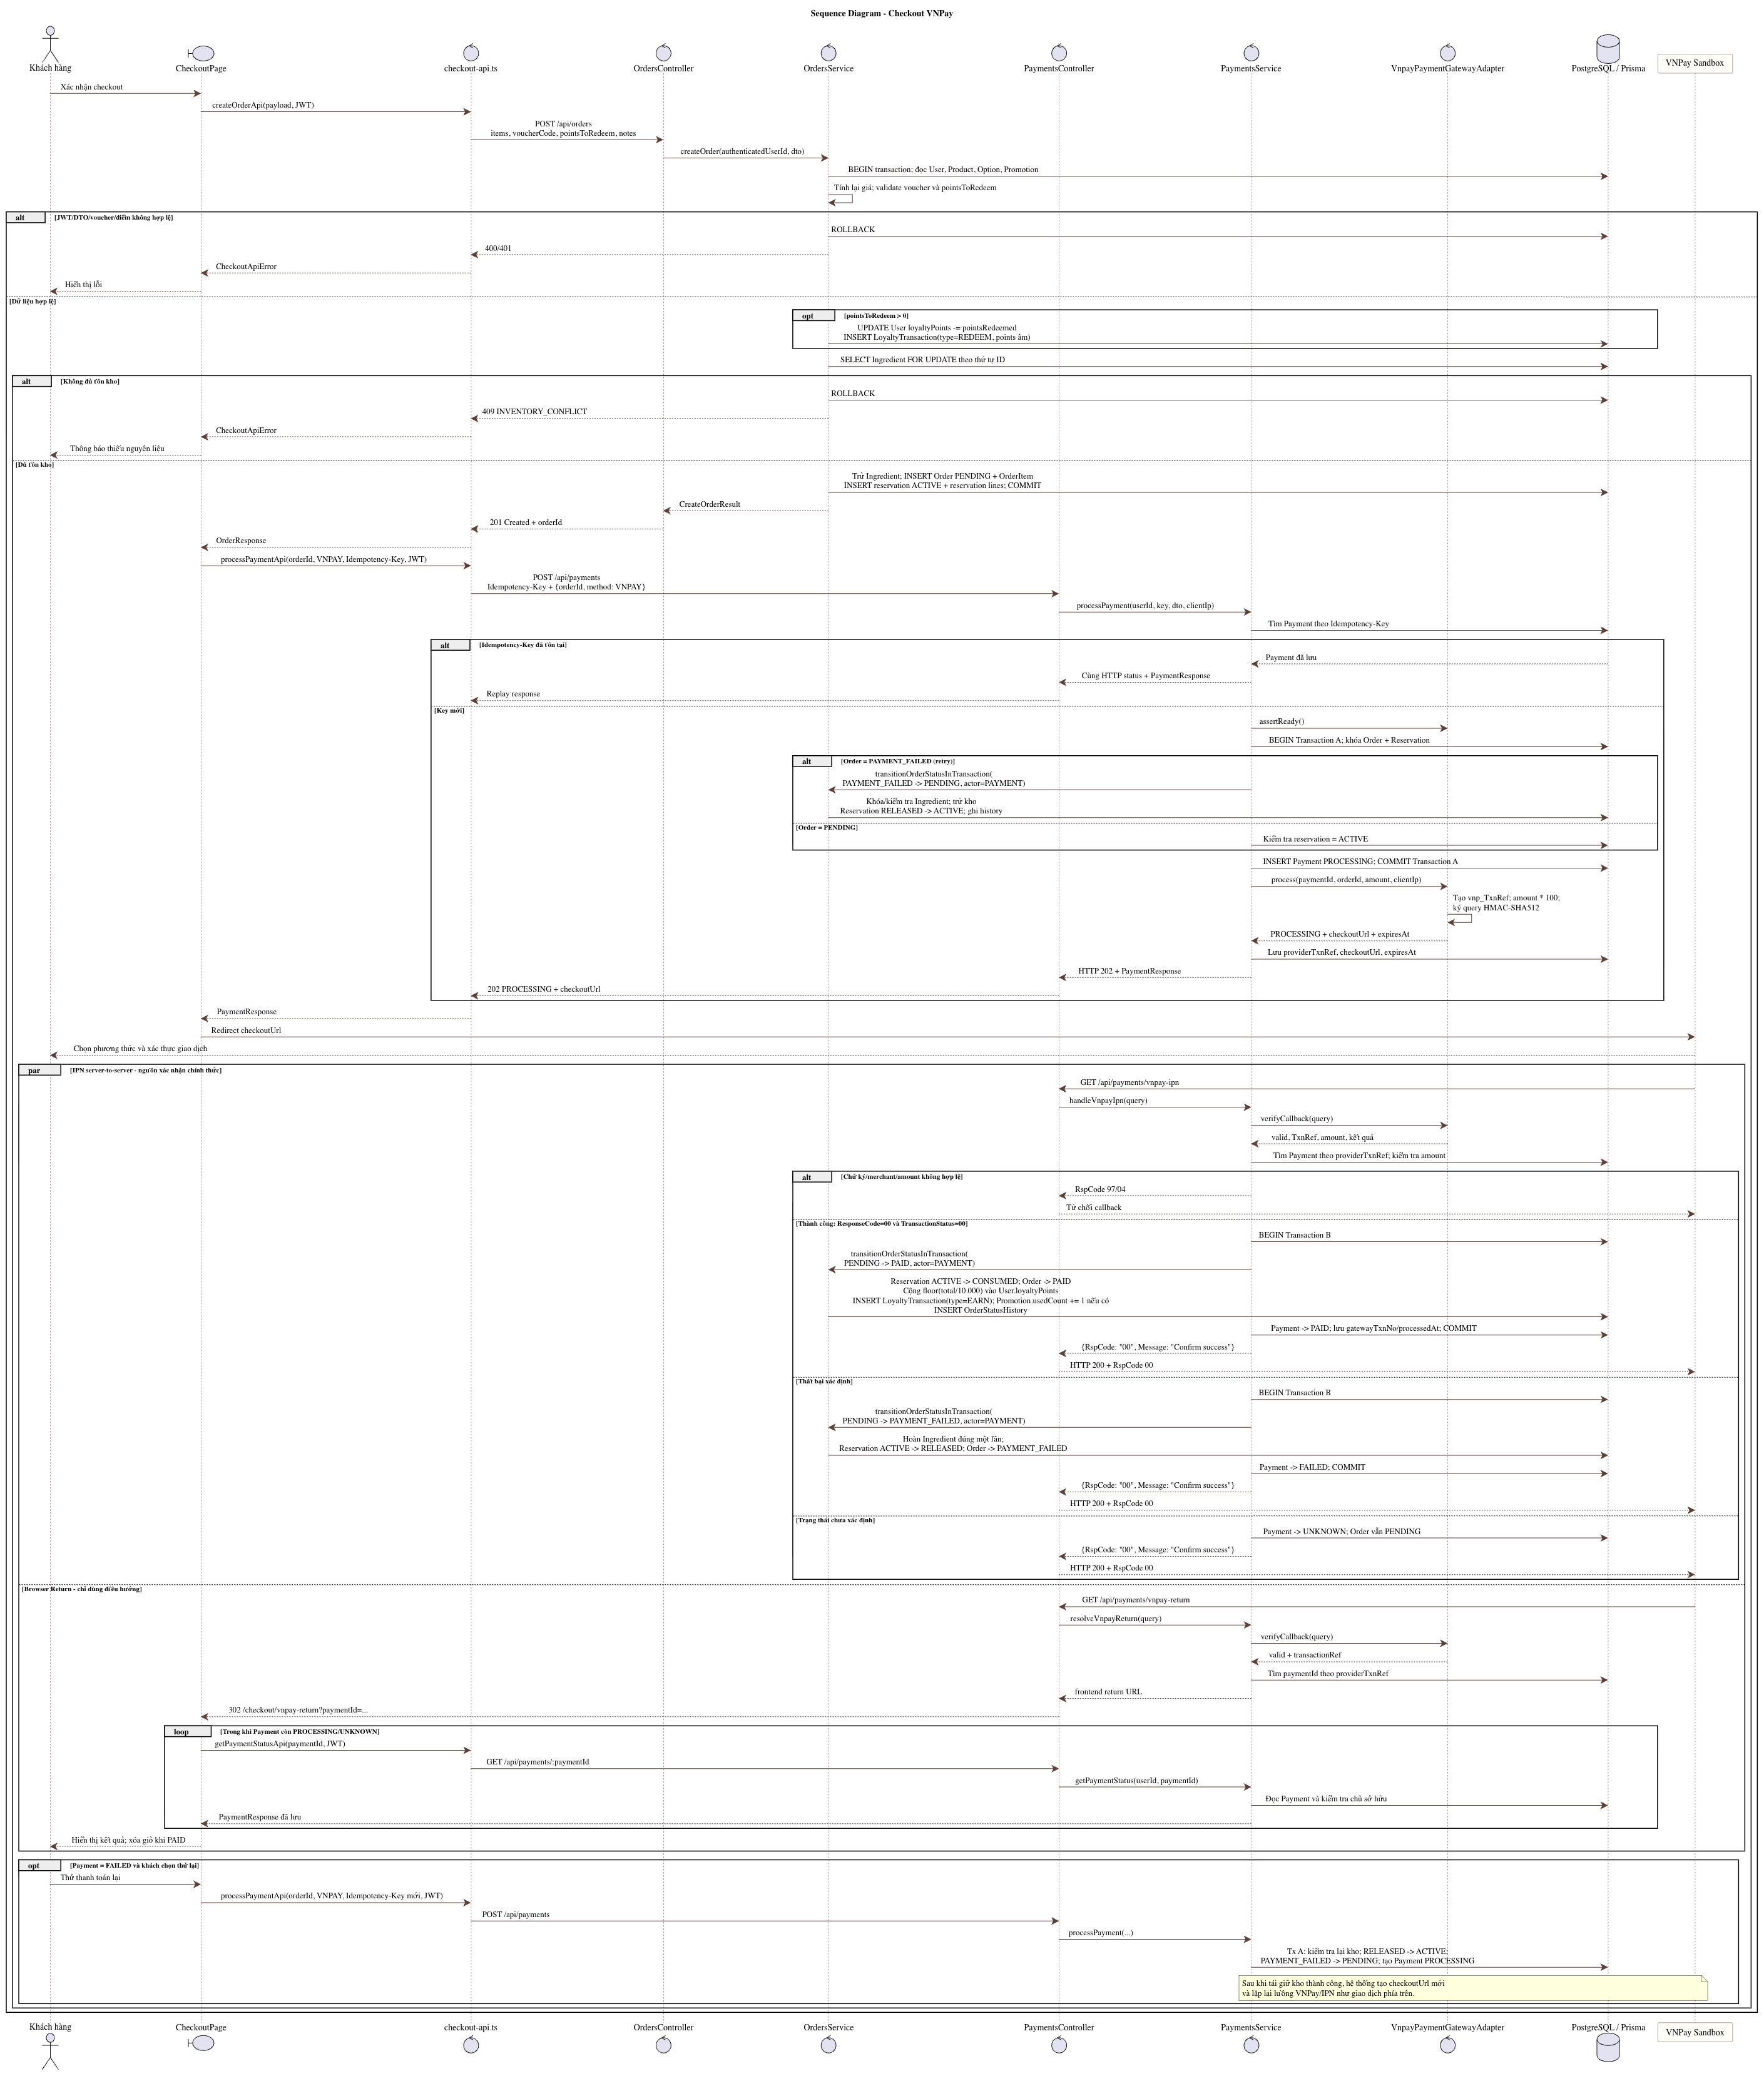 Sequence Diagram - Checkout VNPay
Khách hàng
CheckoutPage
checkout-api.ts
OrdersController
OrdersService
PaymentsController
PaymentsService
VnpayPaymentGatewayAdapter
PostgreSQL / Prisma
VNPay Sandbox
Xác nhận checkout
createOrderApi(payload, JWT)
POST /api/orders
items, voucherCode, pointsToRedeem, notes
createOrder(authenticatedUserId, dto)
BEGIN transaction; đọc User, Product, Option, Promotion
Tính lại giá; validate voucher và pointsToRedeem
alt [JWT/DTO/voucher/điểm không hợp lệ]
ROLLBACK
400/401
CheckoutApiError
Hiển thị lỗi
[Dữ liệu hợp lệ]
opt [pointsToRedeem > 0]
UPDATE User loyaltyPoints -= pointsRedeemed
INSERT LoyaltyTransaction(type=REDEEM, points âm)
SELECT Ingredient FOR UPDATE theo thứ tự ID
alt [Không đủ tồn kho]
ROLLBACK
409 INVENTORY_CONFLICT
CheckoutApiError
Thông báo thiếu nguyên liệu
[Đủ tồn kho]
Trừ Ingredient; INSERT Order PENDING + OrderItem
INSERT reservation ACTIVE + reservation lines; COMMIT
CreateOrderResult
201 Created + orderId
OrderResponse
processPaymentApi(orderId, VNPAY, Idempotency-Key, JWT)
POST /api/payments
Idempotency-Key + {orderId, method: VNPAY}
processPayment(userId, key, dto, clientIp)
Tìm Payment theo Idempotency-Key
alt [Idempotency-Key đã tồn tại]
Payment đã lưu
Cùng HTTP status + PaymentResponse
Replay response
[Key mới]
assertReady()
BEGIN Transaction A; khóa Order + Reservation
alt [Order = PAYMENT_FAILED (retry)]
transitionOrderStatusInTransaction(
PAYMENT_FAILED -> PENDING, actor=PAYMENT)
Khóa/kiểm tra Ingredient; trừ kho
Reservation RELEASED -> ACTIVE; ghi history
[Order = PENDING]
Kiểm tra reservation = ACTIVE
INSERT Payment PROCESSING; COMMIT Transaction A
process(paymentId, orderId, amount, clientIp)
Tạo vnp_TxnRef; amount * 100;
ký query HMAC-SHA512
PROCESSING + checkoutUrl + expiresAt
Lưu providerTxnRef, checkoutUrl, expiresAt
HTTP 202 + PaymentResponse
202 PROCESSING + checkoutUrl
PaymentResponse
Redirect checkoutUrl
Chọn phương thức và xác thực giao dịch
par [IPN server-to-server - nguồn xác nhận chính thức]
GET /api/payments/vnpay-ipn
handleVnpayIpn(query)
verifyCallback(query)
valid, TxnRef, amount, kết quả
Tìm Payment theo providerTxnRef; kiểm tra amount
alt [Chữ ký/merchant/amount không hợp lệ]
RspCode 97/04
Từ chối callback
[Thành công: ResponseCode=00 và TransactionStatus=00]
BEGIN Transaction B
transitionOrderStatusInTransaction(
PENDING -> PAID, actor=PAYMENT)
Reservation ACTIVE -> CONSUMED; Order -> PAID
Cộng floor(total/10.000) vào User.loyaltyPoints
INSERT LoyaltyTransaction(type=EARN); Promotion.usedCount += 1 nếu có
INSERT OrderStatusHistory
Payment -> PAID; lưu gatewayTxnNo/processedAt; COMMIT
{RspCode: "00", Message: "Confirm success"}
HTTP 200 + RspCode 00
[Thất bại xác định]
BEGIN Transaction B
transitionOrderStatusInTransaction(
PENDING -> PAYMENT_FAILED, actor=PAYMENT)
Hoàn Ingredient đúng một lần;
Reservation ACTIVE -> RELEASED; Order -> PAYMENT_FAILED
Payment -> FAILED; COMMIT
{RspCode: "00", Message: "Confirm success"}
HTTP 200 + RspCode 00
[Trạng thái chưa xác định]
Payment -> UNKNOWN; Order vẫn PENDING
{RspCode: "00", Message: "Confirm success"}
HTTP 200 + RspCode 00
[Browser Return - chỉ dùng điều hướng]
GET /api/payments/vnpay-return
resolveVnpayReturn(query)
verifyCallback(query)
valid + transactionRef
Tìm paymentId theo providerTxnRef
frontend return URL
302 /checkout/vnpay-return?paymentId=...
loop [Trong khi Payment còn PROCESSING/UNKNOWN]
getPaymentStatusApi(paymentId, JWT)
GET /api/payments/:paymentId
getPaymentStatus(userId, paymentId)
Đọc Payment và kiểm tra chủ sở hữu
PaymentResponse đã lưu
Hiển thị kết quả; xóa giỏ khi PAID
opt [Payment = FAILED và khách chọn thử lại]
Thử thanh toán lại
processPaymentApi(orderId, VNPAY, Idempotency-Key mới, JWT)
POST /api/payments
processPayment(...)
Tx A: kiểm tra lại kho; RELEASED -> ACTIVE;
PAYMENT_FAILED -> PENDING; tạo Payment PROCESSING
Sau khi tái giữ kho thành công, hệ thống tạo checkoutUrl mới
và lặp lại luồng VNPay/IPN như giao dịch phía trên.
Khách hàng
CheckoutPage
checkout-api.ts
OrdersController
OrdersService
PaymentsController
PaymentsService
VnpayPaymentGatewayAdapter
PostgreSQL / Prisma
VNPay Sandbox